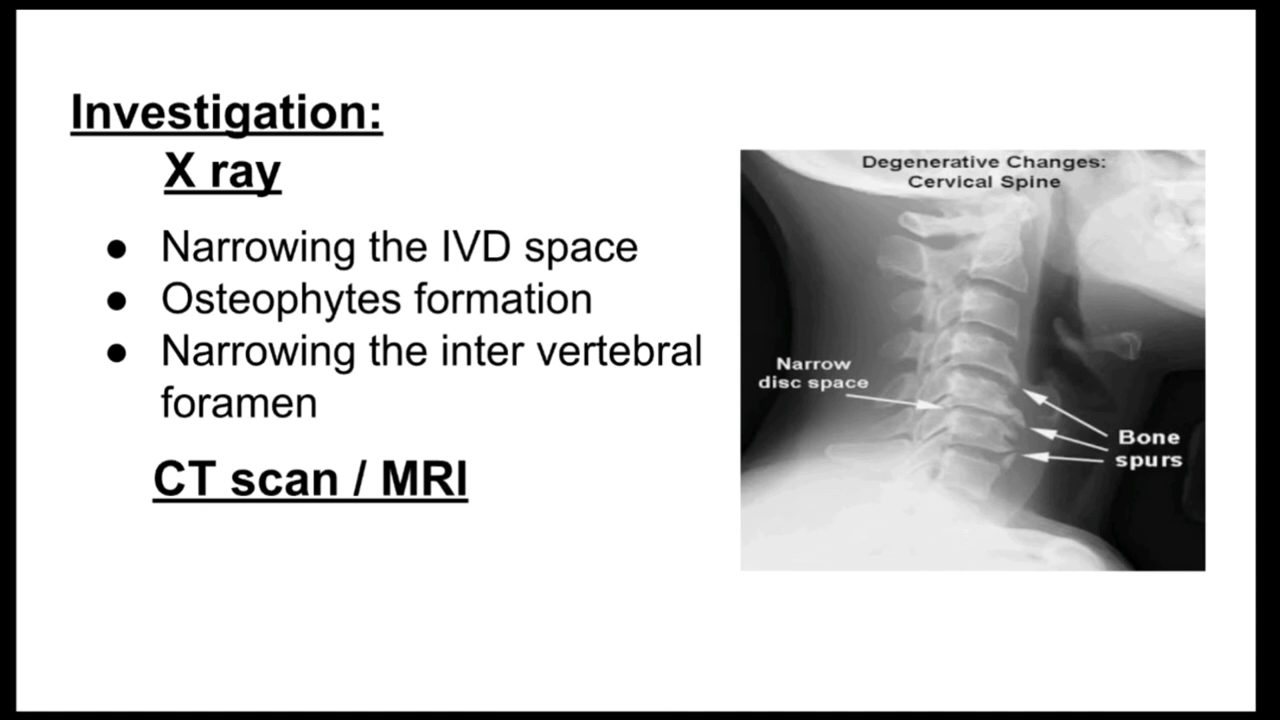 Investigation:
X ray
● Narrowing the IVD space
● Osteophytes formation
● Narrowing the inter vertebral
foramen
CT scan / MRI
Degenerative Changes:
Cervical Spine
Narrow
disc space
Bone
spurs